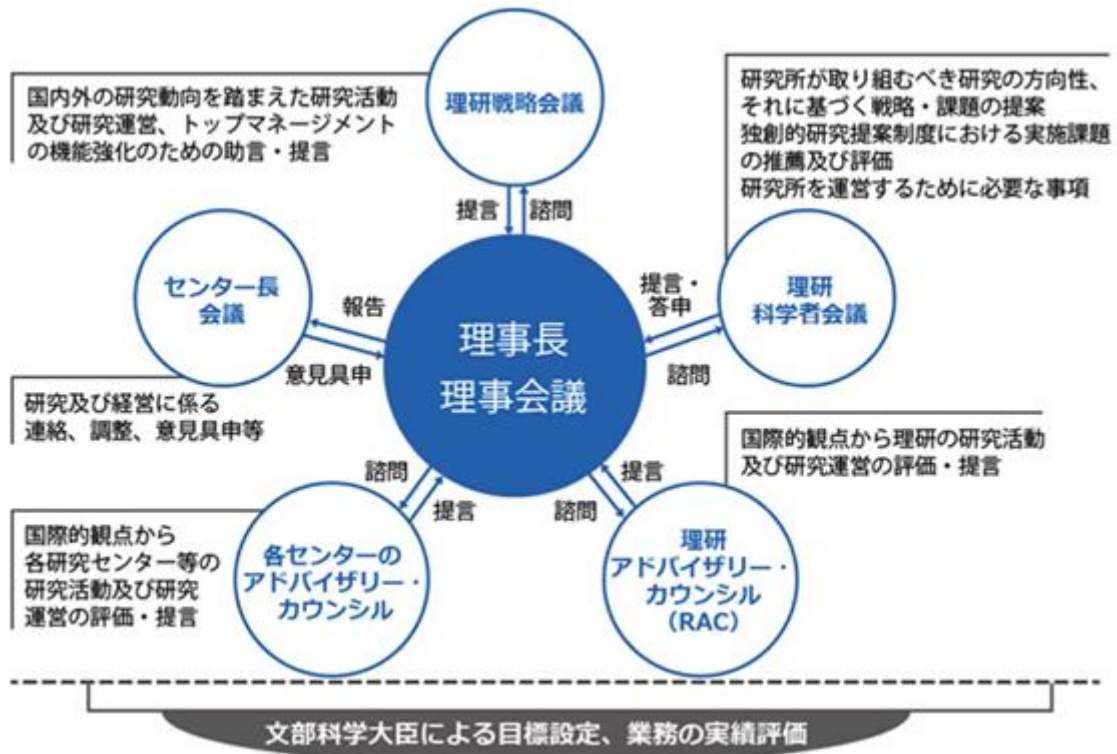 理研戦略会議
国内外の研究動向を踏まえた研究活動
及び研究運営、トップマネージメント
の機能強化のための助言・提言
研究所が取り組むべき研究の方向性、
それに基づく戦略・課題の提案
独創的研究提案制度における実施課題
の推薦及び評価
研究所を運営するために必要な事項
提言
諮問
センター長
会議
報告
意見具申
理事長
理事会議
提言・
答申
諮問
理研
科学者会議
研究及び経営に係る
連絡、調整、意見具申等
国際的観点から理研の研究活動
及び研究運営の評価・提言
諮問
提言
提言
諮問
国際的観点から
各研究センター等の
研究活動及び研究
運営の評価・提言
各センターの
アドバイザリー・
カウンシル
理研
アドバイザリー・
カウンシル
(RAC)
文部科学大臣による目標設定、業務の実績評価